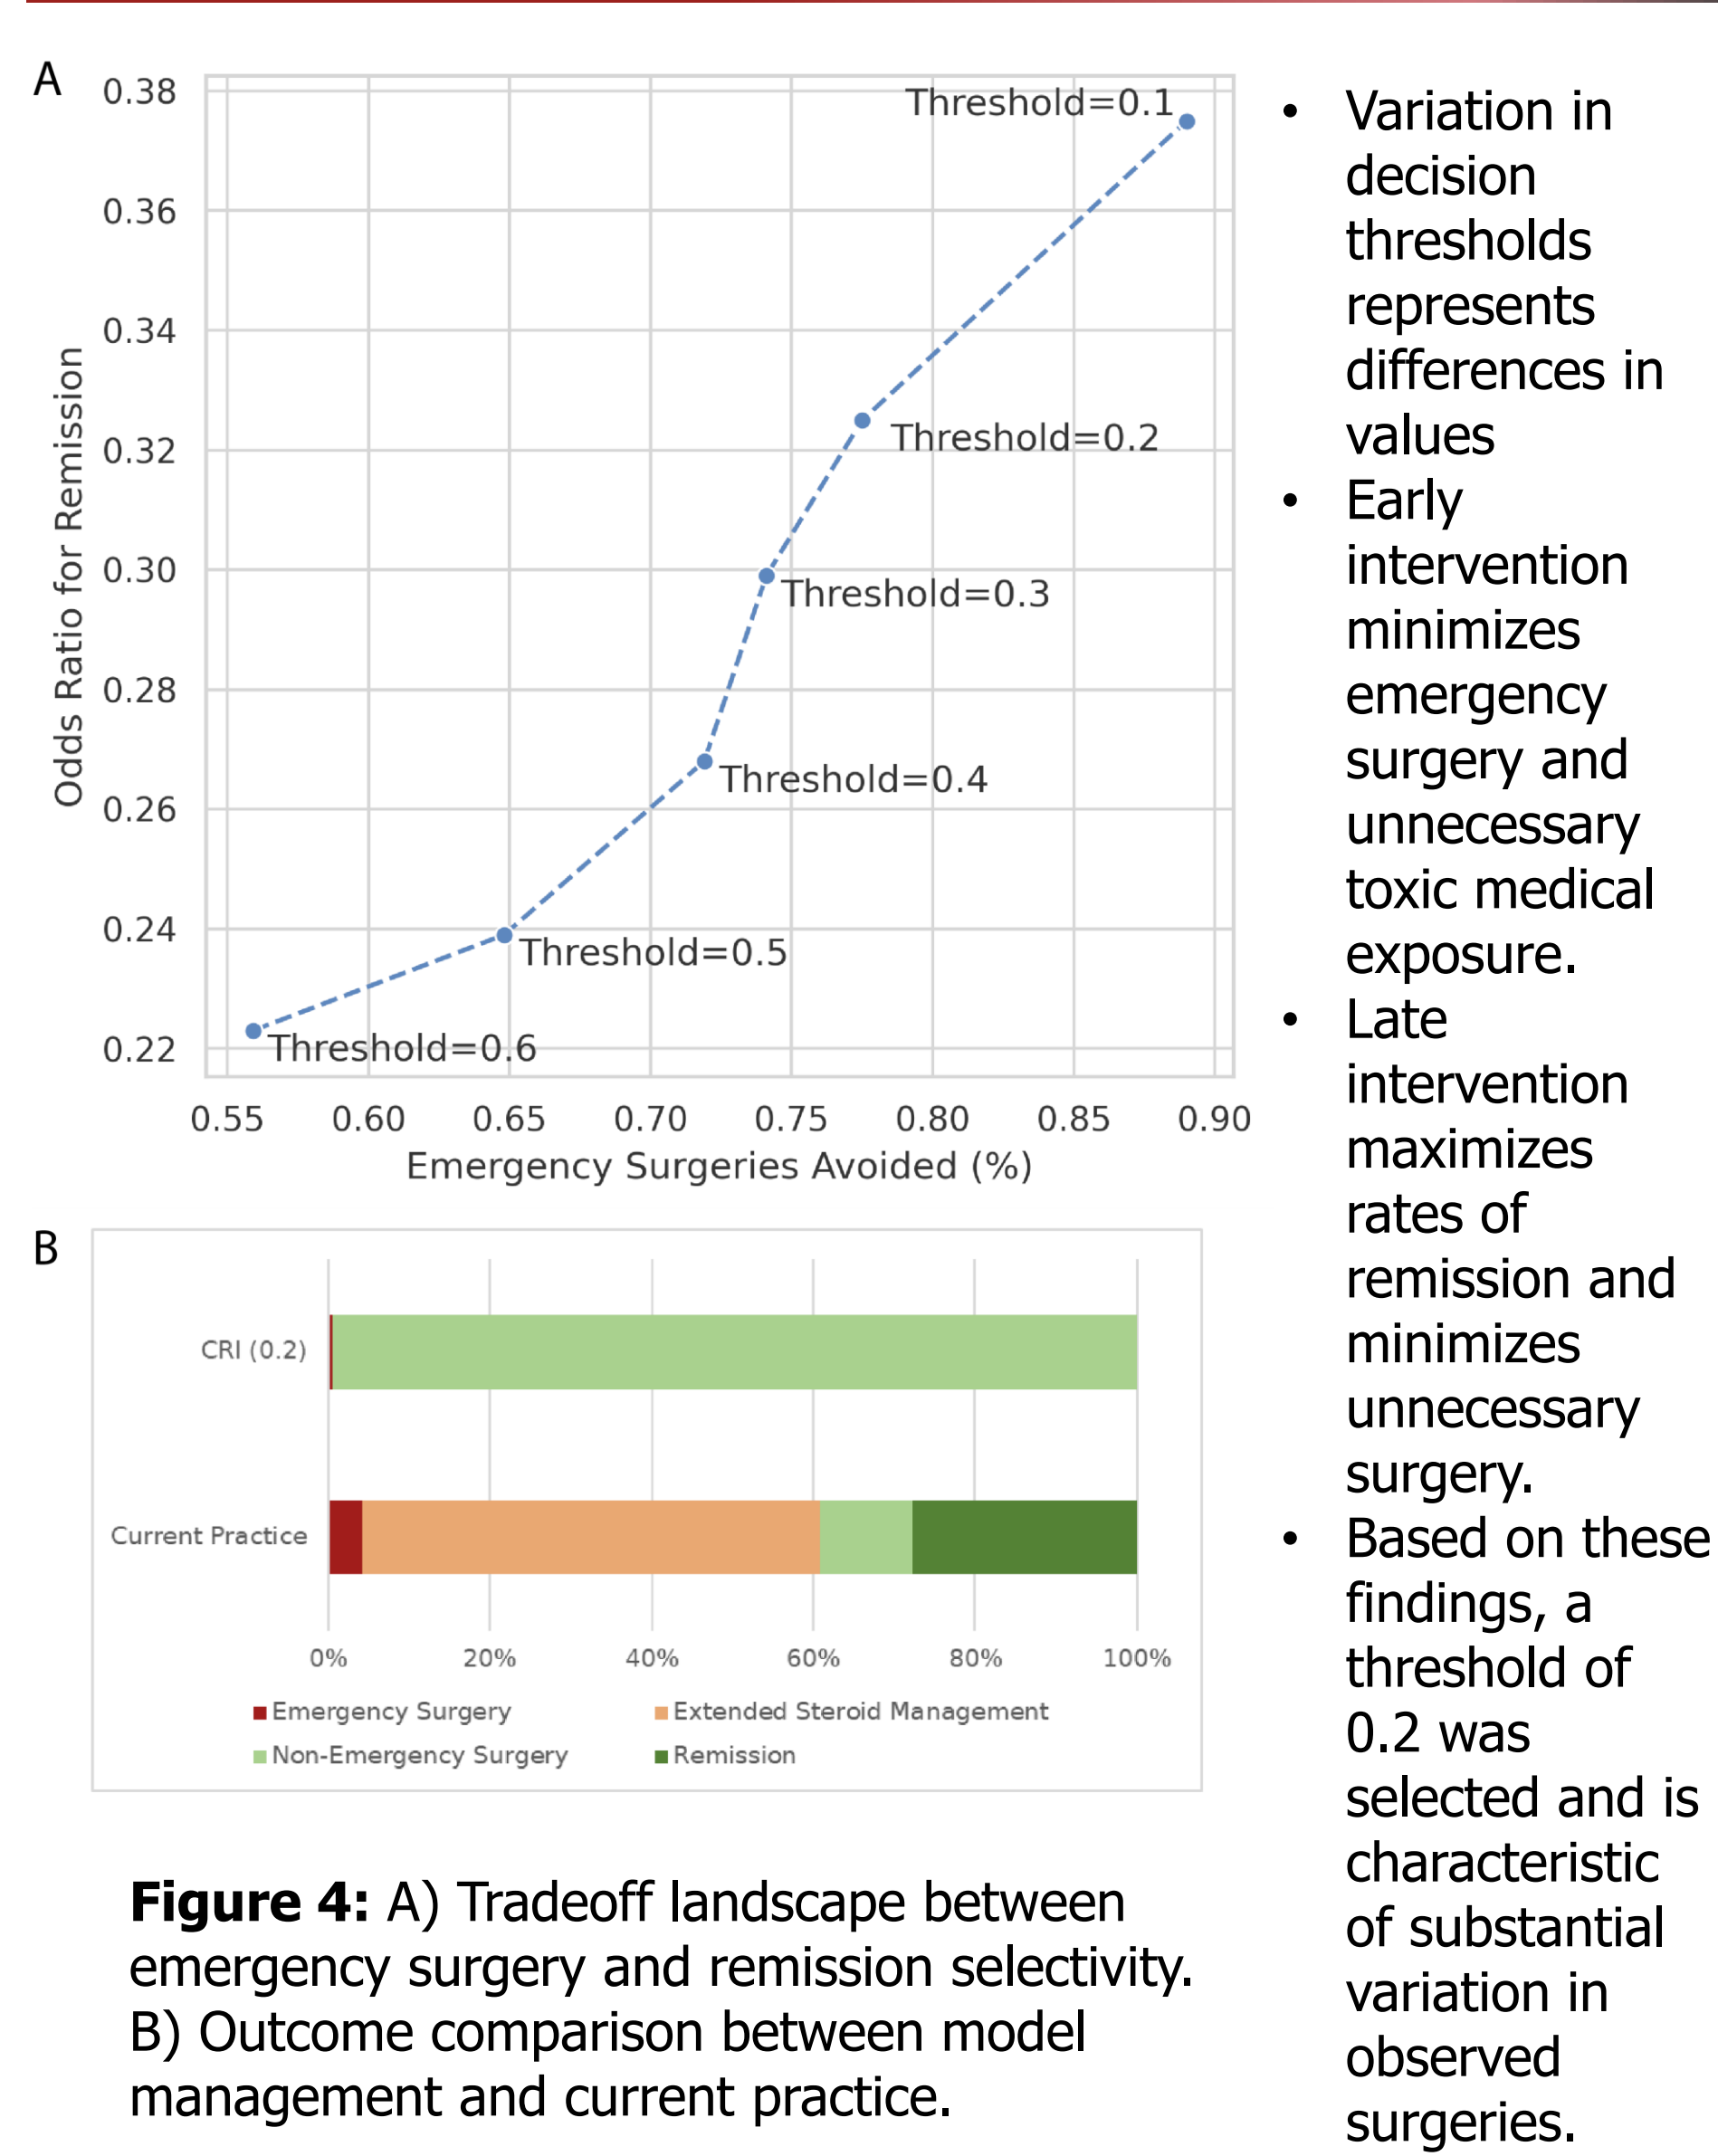 A
0.38
0.36
0.34
0.32
0.30
0.28
0.26
0.24
0.22
Odds Ratio for Remission
Threshold=0.1
Threshold=0.2
Threshold=0.3
Threshold=0.4
Threshold=0.5
Threshold=0.6
0.55 0.60 0.65 0.70 0.75 0.80 0.85 0.90
Emergency Surgeries Avoided (%)
B
CRI (0.2)
Current Practice
0% 20% 40% 60% 80% 100%
Emergency Surgery Extended Steroid Management
Non-Emergency Surgery Remission
Figure 4: A) Tradeoff landscape between
emergency surgery and remission selectivity.
B) Outcome comparison between model
management and current practice.
• Variation in
decision
thresholds
represents
differences in
values
• Early
intervention
minimizes
emergency
surgery and
unnecessary
toxic medical
exposure.
• Late
intervention
maximizes
rates of
remission and
minimizes
unnecessary
surgery.
• Based on these
findings, a
threshold of
0.2 was
selected and is
characteristic
of substantial
variation in
observed
surgeries.